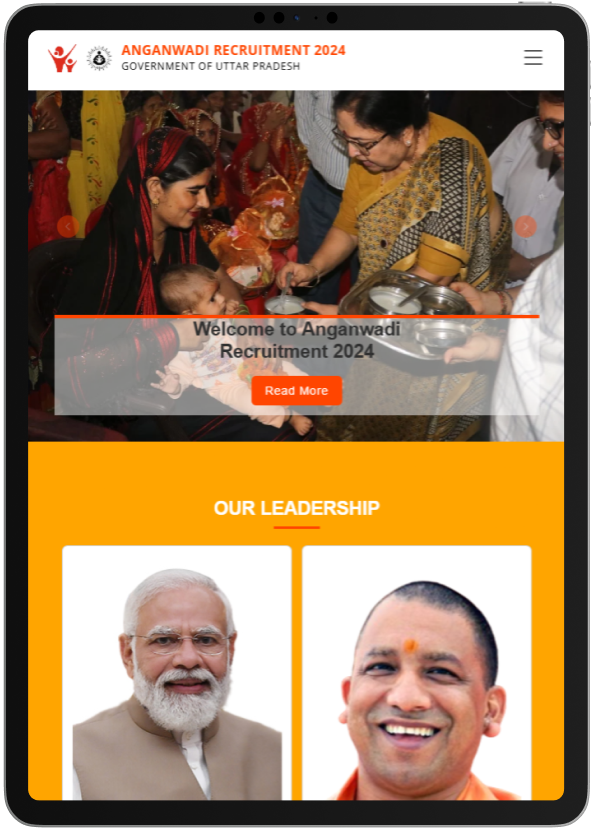 ANGANWADI RECRUITMENT 2024
GOVERNMENT OF UTTAR PRADESH
Welcome to Anganwadi
Recruitment 2024
Read More
OUR LEADERSHIP